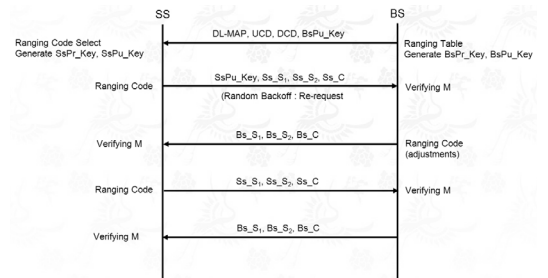 SS
BS
DL-MAP, UCD, DCD, BsPu_Key
Ranging Code Select
Generate SsPr_Key, SsPu_Key
Ranging Table
Generate BsPr_Key, BsPu_Key
SsPu_Key, Ss_S₁, Ss_S₂, Ss_C
Ranging Code
Verifying M
(Random Backoff : Re-request
Bs_S₁, Bs_S₂, Bs_C
Verifying M
Ranging Code
(adjustments)
Ss_S₁, Ss_S₂, Ss_C
Ranging Code
Verifying M
Bs_S₁, Bs_S₂, Bs_C
Verifying M